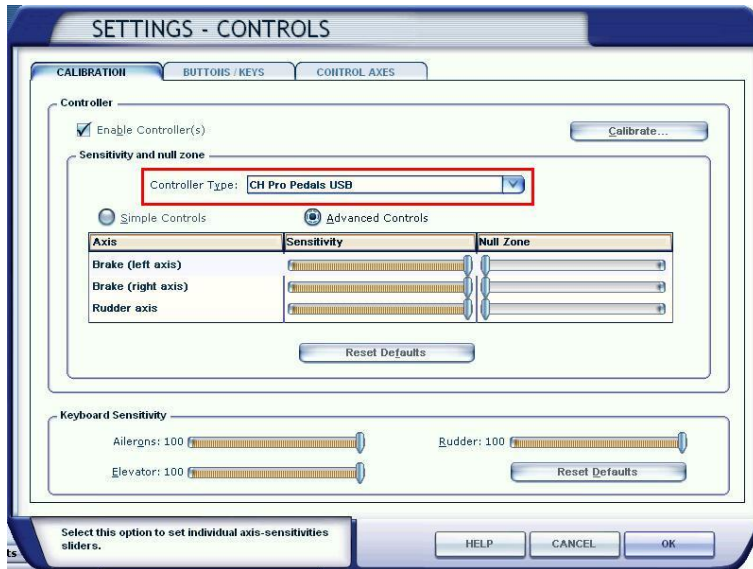 SETTINGS - CONTROLS
CALIBRATION BUTTONS / KEYS CONTROL AXES
Controller
Enable Controller(s) Calibrate...
Sensitivity and null zone
Controller Type: CH Pro Pedals USB
Simple Controls Advanced Controls
Axis Sensitivity Null Zone
Brake (left axis)
Brake (right axis)
Rudder axis
Reset Defaults
Keyboard Sensitivity
Ailerons: 100 Rudder: 100
Elevator: 100 Reset Defaults
Select this option to set individual axis-sensitivities
sliders.
HELP CANCEL OK
ts